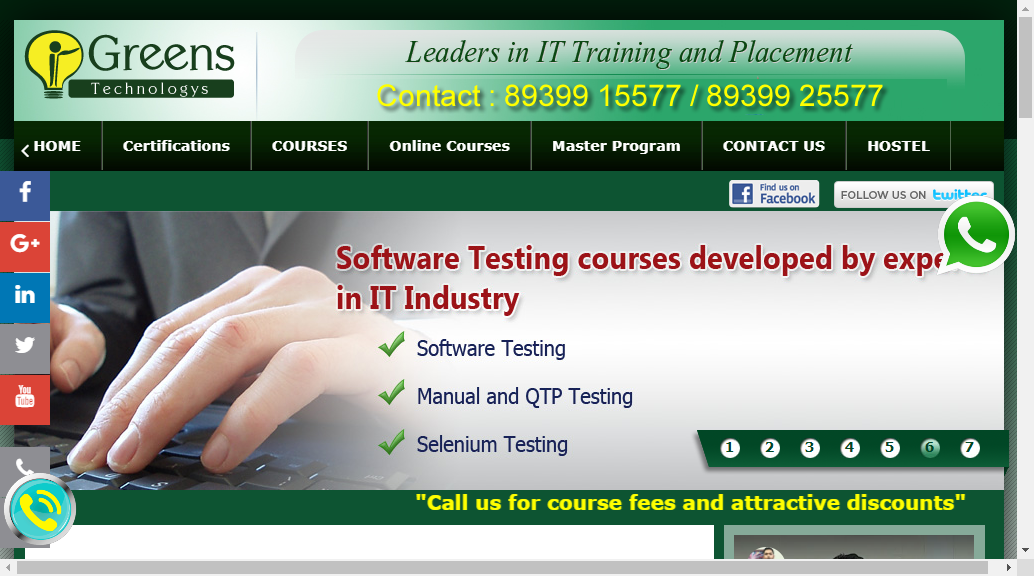 Greens
Technologys
Leaders in IT Training and Placement
Contact : 89399 15577 / 89399 25577
HOME
Certifications
COURSES
Online Courses
Master Program
CONTACT US
HOSTEL
Find us on
Facebook
FOLLOW US ON twitter
G+
in
You
Tube
Software Testing courses developed by expe
in IT Industry
Software Testing
Manual and QTP Testing
Selenium Testing
1 2 3 4 5 6 7
"Call us for course fees and attractive discounts"